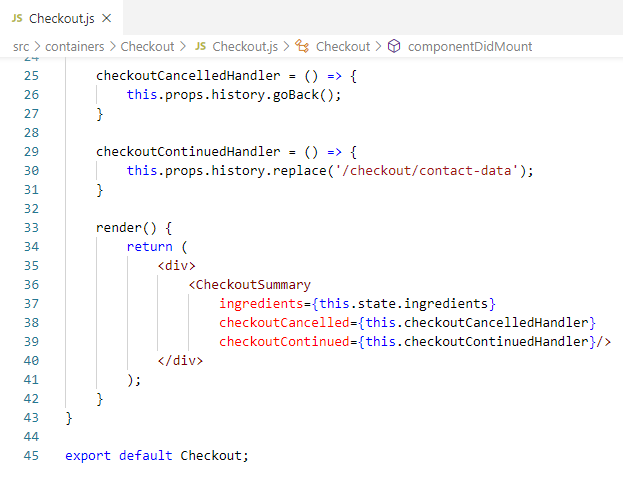 JS Checkout.js ×
src > containers > Checkout > JS Checkout.js > Checkout > componentDidMount
24
25    checkoutCancelledHandler = () => {
26        this.props.history.goBack();
27    }
28
29    checkoutContinuedHandler = () => {
30        this.props.history.replace('/checkout/contact-data');
31    }
32
33    render() {
34        return (
35            <div>
36                <CheckoutSummary
37                    ingredients={this.state.ingredients}
38                    checkoutCancelled={this.checkoutCancelledHandler}
39                    checkoutContinued={this.checkoutContinuedHandler}/>
40            </div>
41        );
42    }
43 }
44
45 export default Checkout;